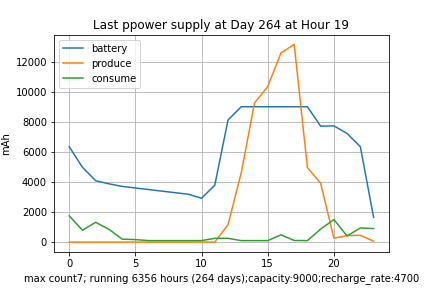 Last ppower supply at Day 264 at Hour 19
battery
produce
consume
mAh
12000
10000
8000
6000
4000
2000
0
0 5 10 15 20
max count7; running 6356 hours (264 days);capacity:9000;recharge_rate:4700